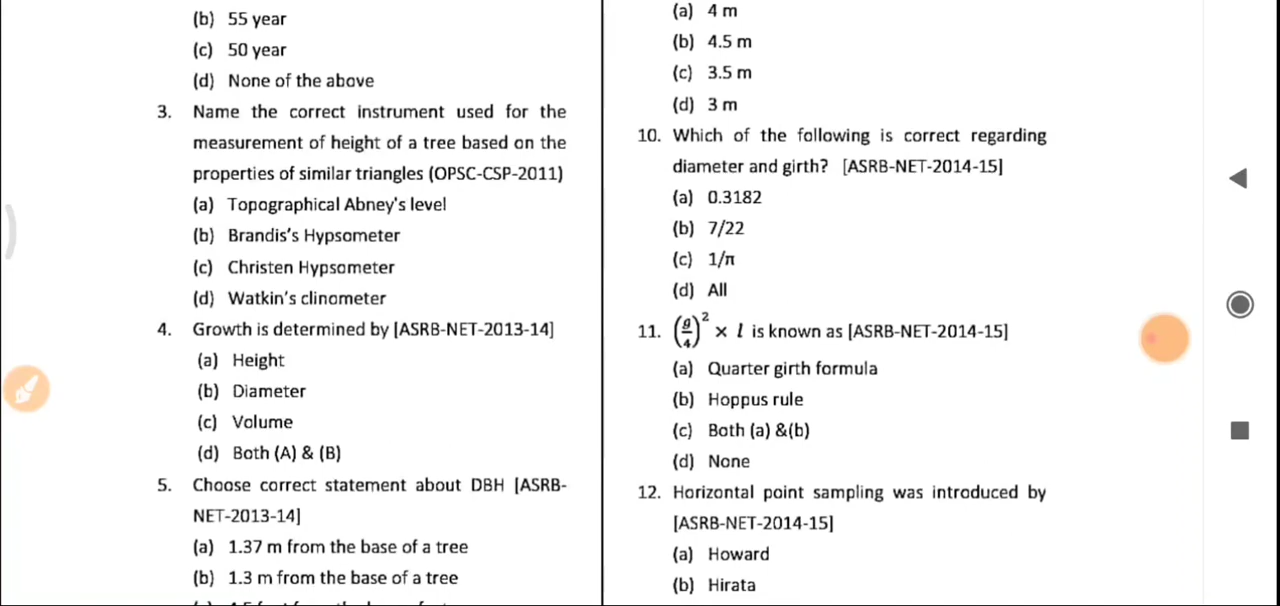 (b) 55 year
(c) 50 year
(d) None of the above
3. Name the correct instrument used for the
measurement of height of a tree based on the
properties of similar triangles (OPSC-CSP-2011)
(a) Topographical Abney's level
(b) Brandis's Hypsometer
(c) Christen Hypsometer
(d) Watkin's clinometer
4. Growth is determined by [ASRB-NET-2013-14]
(a) Height
(b) Diameter
(c) Volume
(d) Both (A) & (B)
5. Choose correct statement about DBH [ASRB-
NET-2013-14]
(a) 1.37 m from the base of a tree
(b) 1.3 m from the base of a tree
(a) 4 m
(b) 4.5 m
(c) 3.5 m
(d) 3 m
10. Which of the following is correct regarding
diameter and girth? [ASRB-NET-2014-15]
(a) 0.3182
(b) 7/22
(c) 1/π
(d) All
11. (g/4)² × l is known as [ASRB-NET-2014-15]
(a) Quarter girth formula
(b) Hoppus rule
(c) Both (a) &(b)
(d) None
12. Horizontal point sampling was introduced by
[ASRB-NET-2014-15]
(a) Howard
(b) Hirata